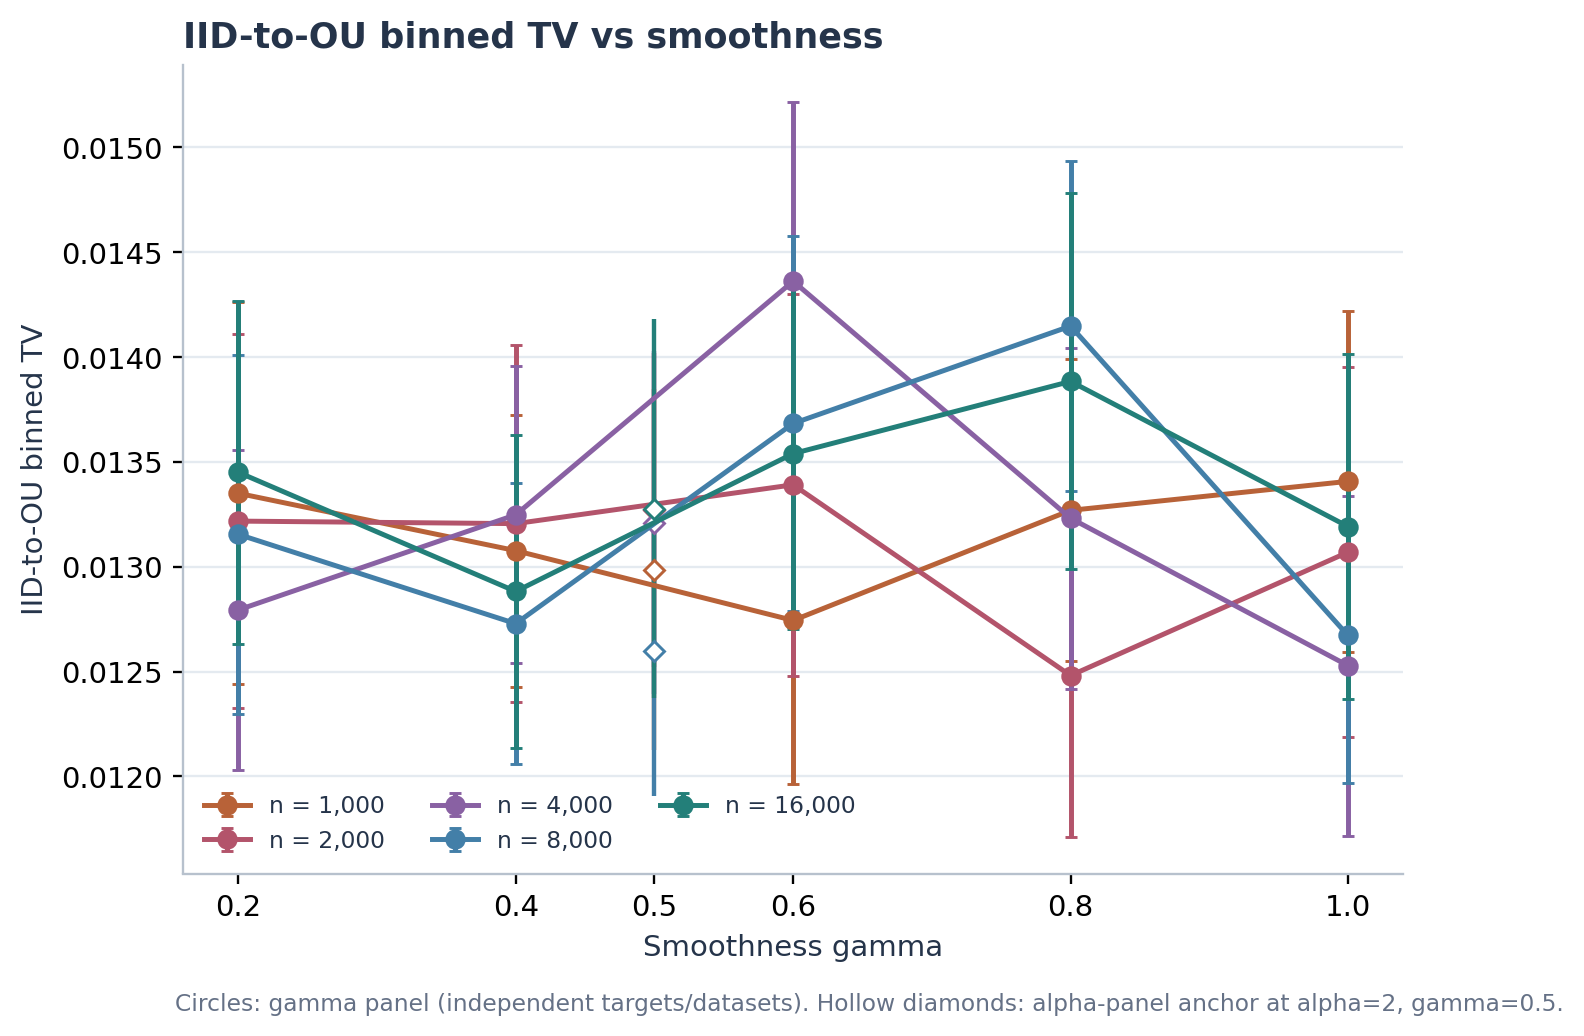 IID-to-OU binned TV vs smoothness
IID-to-OU binned TV
0.0150
0.0145
0.0140
0.0135
0.0130
0.0125
0.0120
n = 1,000
n = 2,000
n = 4,000
n = 8,000
n = 16,000
0.2
0.4
0.5
0.6
0.8
1.0
Smoothness gamma
Circles: gamma panel (independent targets/datasets). Hollow diamonds: alpha-panel anchor at alpha=2, gamma=0.5.